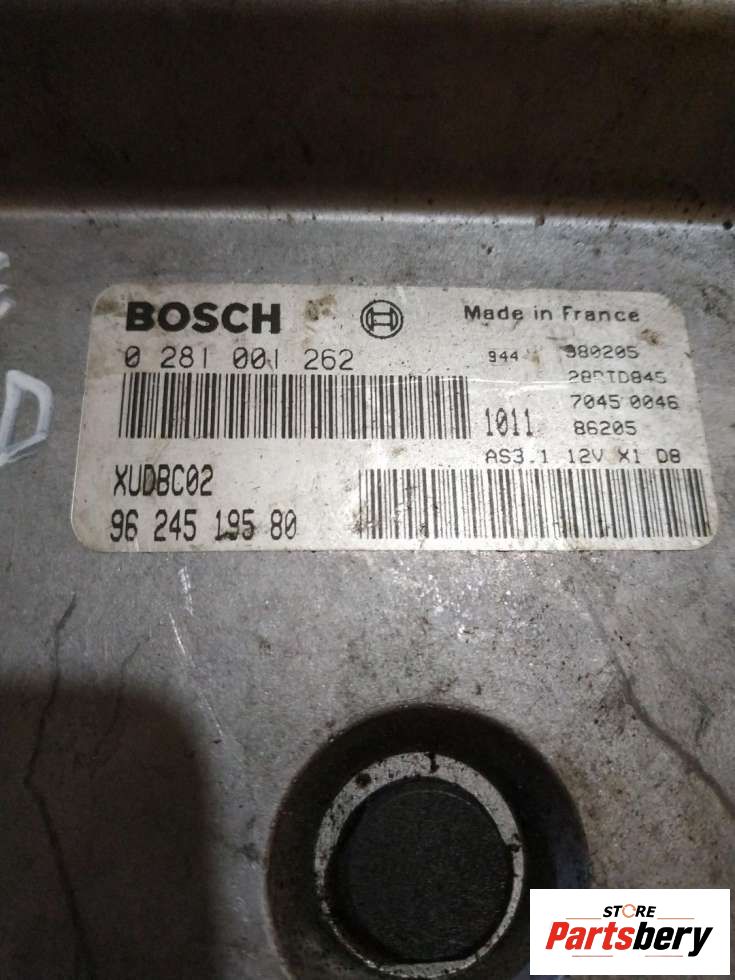 BOSCH
Made in France
0 281 001 262
944 980205
28RTD845
7045 0046
1011 86205
AS3.1 12V X1 D8
XUDBC02
96 245 195 80
D
STORE
Partsbery